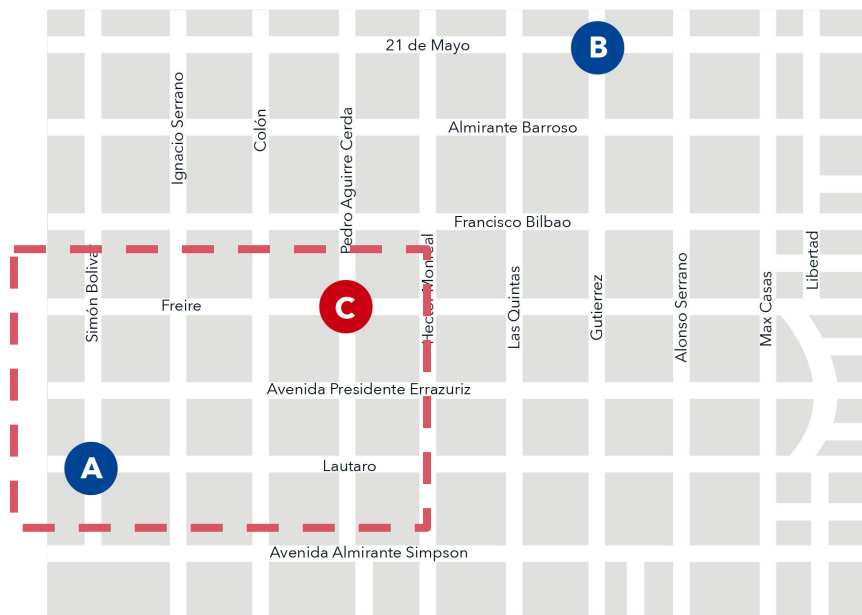 21 de Mayo
B
Almirante Barroso
Ignacio Serrano
Colón
Pedro Aguirre Cerda
Francisco Bilbao
Simón Bolivar
Freire
C
Hector Monreal
Las Quintas
Gutierrez
Alonso Serrano
Max Casas
Libertad
Avenida Presidente Errazuriz
A
Lautaro
Avenida Almirante Simpson